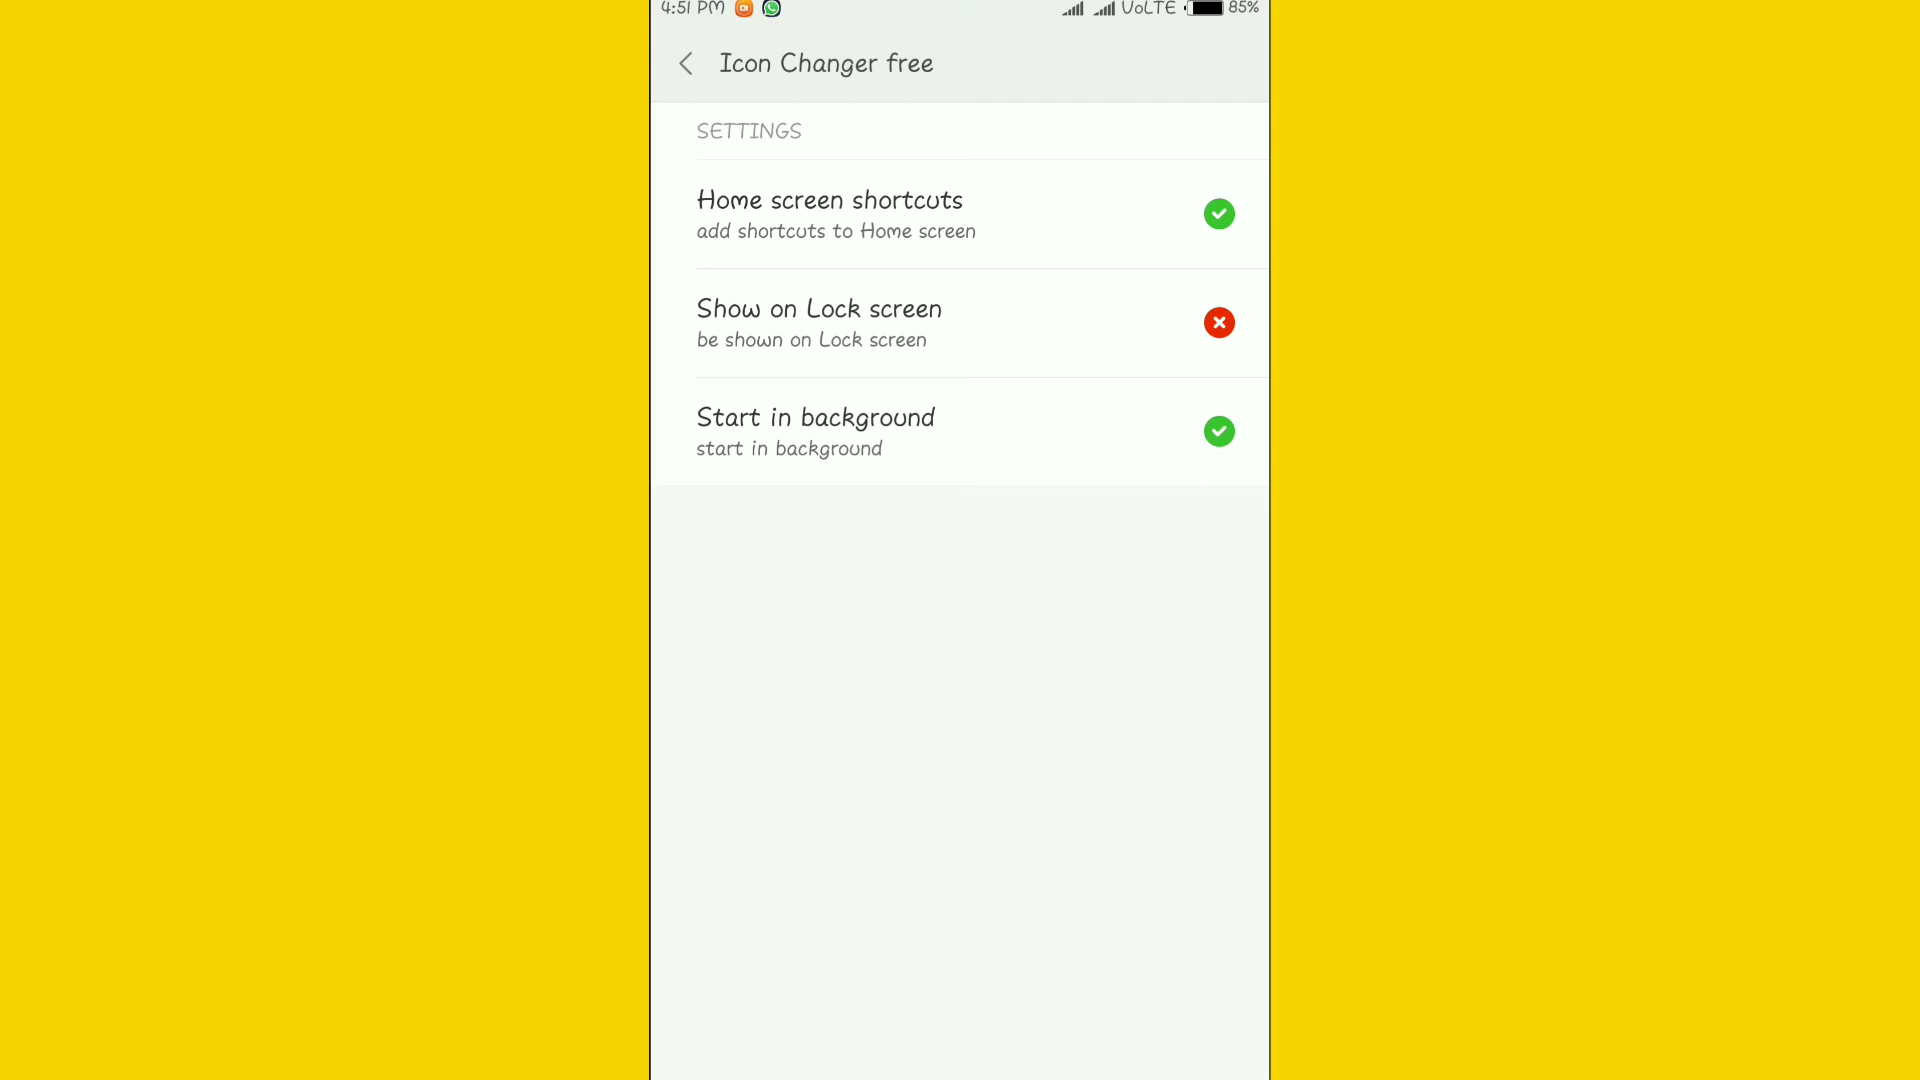 4:51 PM VoLTE 85%
Icon Changer free
SETTINGS
Home screen shortcuts
add shortcuts to Home screen
Show on Lock screen
be shown on Lock screen
Start in background
start in background